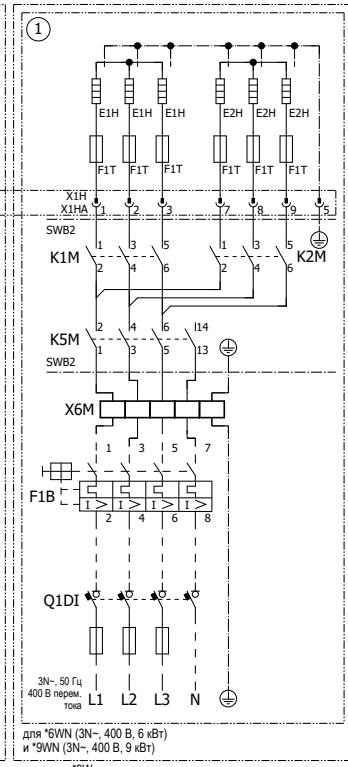 1
E1H E1H E1H E2H E2H E2H
F1T F1T F1T F1T F1T F1T
X1H
X1HA 1 2 3 7 8 9 5
SWB2
1 3 5 1 3 5
K1M K2M
2 4 6 2 4 6
2 4 6 14
K5M
1 3 5 13
SWB2
X6M
1 3 5 7
F1B
I > I > I > I >
2 4 6 8
Q1DI
3N~, 50 Гц
400 В перем.
тока
L1 L2 L3 N
для *6WN (3N~, 400 В, 6 кВт)
и *9WN (3N~, 400 В, 9 кВт)